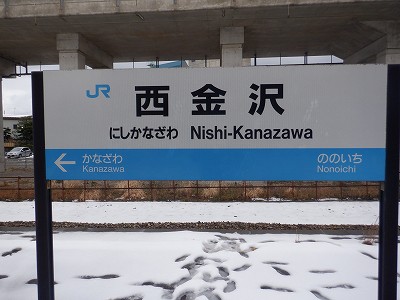 JR
西金沢
にしかなざわ Nishi-Kanazawa
← かなざわ ののいち
Kanazawa Nonoichi